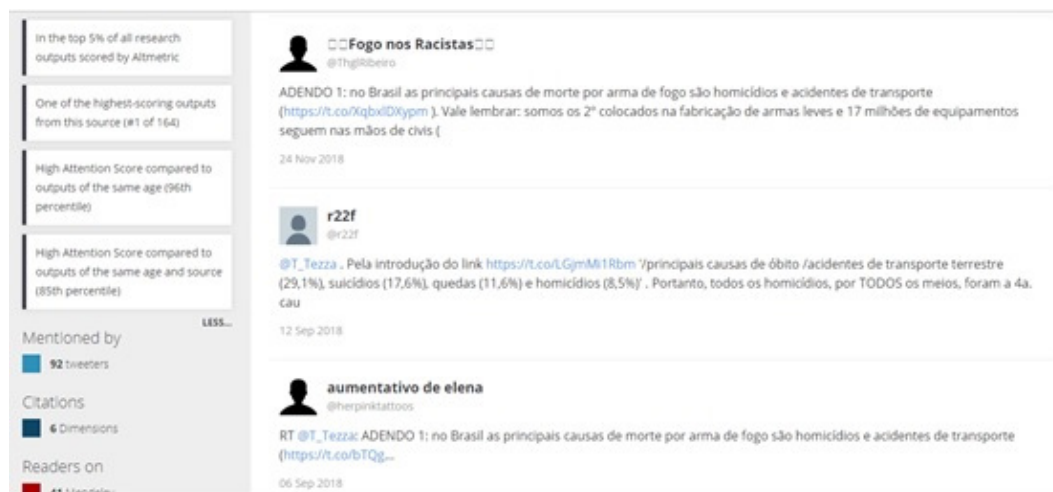 In the top 5% of all research
outputs scored by Altmetric
One of the highest-scoring outputs
from this source (#1 of 164)
High Attention Score compared to
outputs of the same age (96th
percentile)
High Attention Score compared to
outputs of the same age and source
(85th percentile)
LESS...
Mentioned by
92 tweeters
Citations
6 Dimensions
Readers on
41 Mendeley
□□Fogo nos Racistas□□
@ThglRibeiro
ADENDO 1: no Brasil as principais causas de morte por arma de fogo são homicídios e acidentes de transporte
(https://t.co/XqbxlDXypm ). Vale lembrar: somos os 2º colocados na fabricação de armas leves e 17 milhões de equipamentos
seguem nas mãos de civis (
24 Nov 2018
r22f
@r22f
@T_Tezza . Pela introdução do link https://t.co/LGjmMi1Rbm '/principais causas de óbito /acidentes de transporte terrestre
(29,1%), suicídios (17,6%), quedas (11,6%) e homicídios (8,5%)' . Portanto, todos os homicídios, por TODOS os meios, foram a 4a.
cau
12 Sep 2018
aumentativo de elena
@herpinktattoos
RT @T_Tezza: ADENDO 1: no Brasil as principais causas de morte por arma de fogo são homicídios e acidentes de transporte
(https://t.co/bTQg...
06 Sep 2018